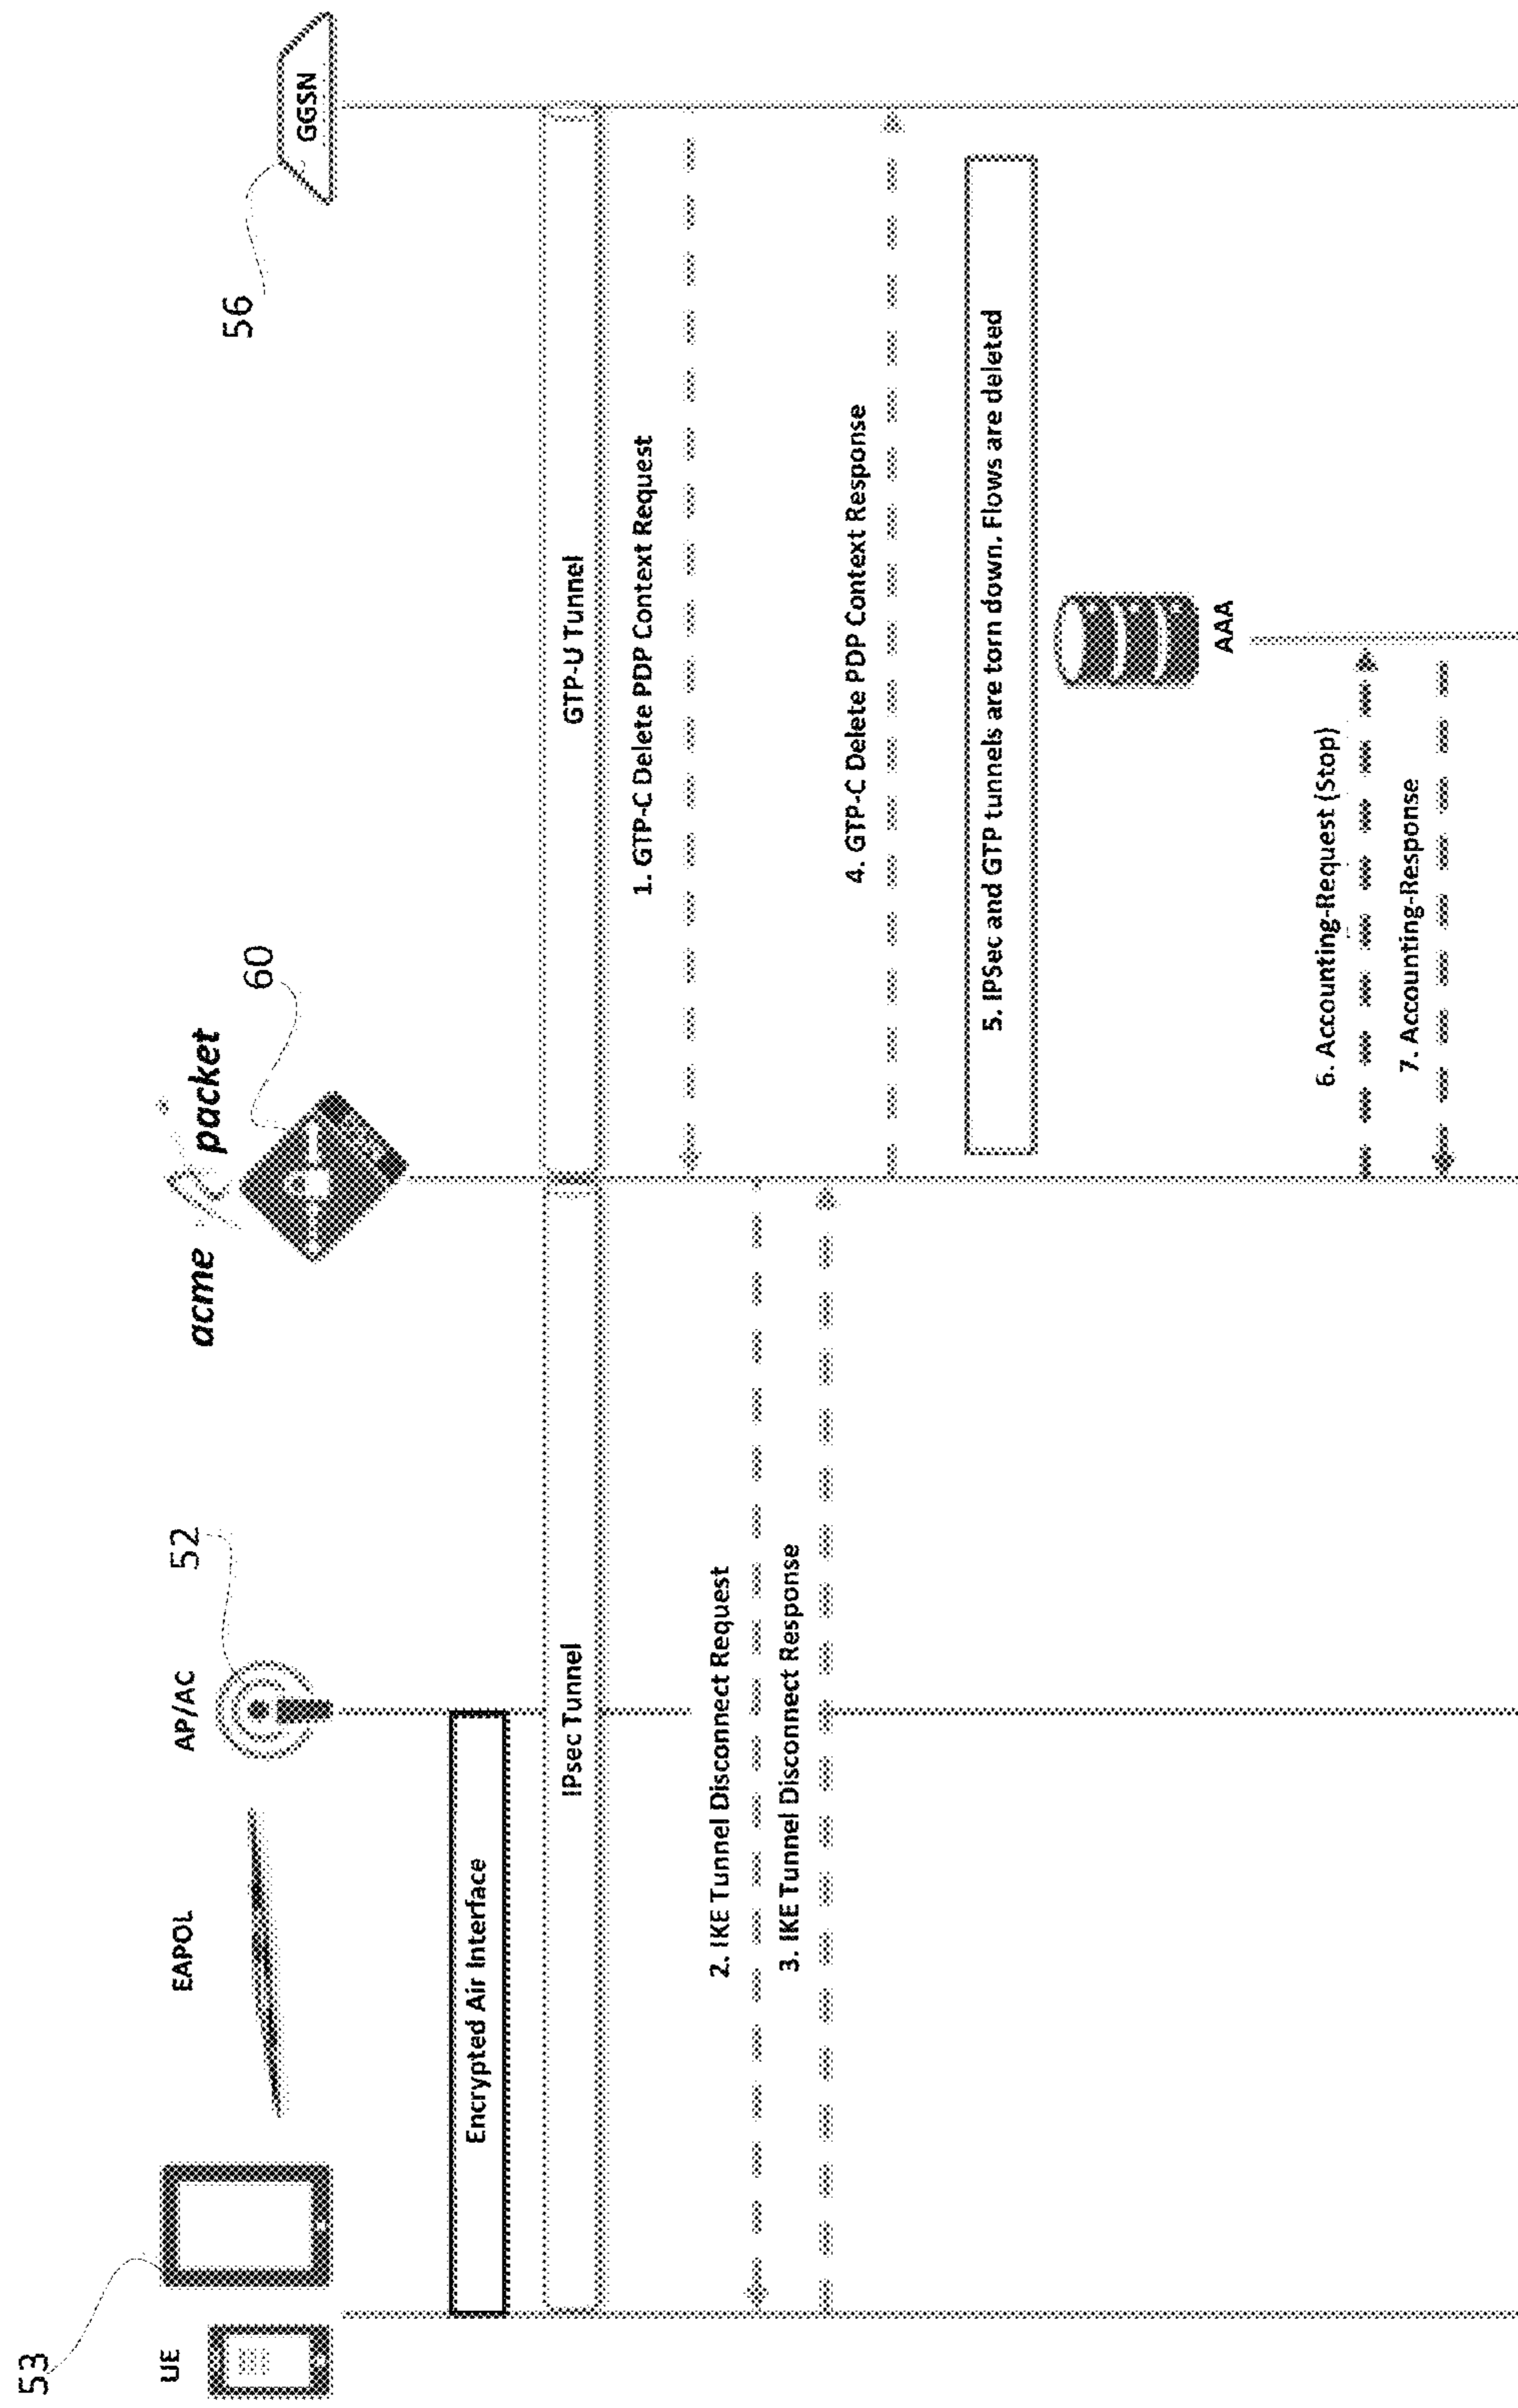 53
UE
EAPOL
AP/AC
52
acme packet
60
56
GGSN
Encrypted Air Interface
IPsec Tunnel
GTP-U Tunnel
1. GTP-C Delete PDP Context Request
2. IKE Tunnel Disconnect Request
3. IKE Tunnel Disconnect Response
4. GTP-C Delete PDP Context Response
5. IPSec and GTP tunnels are torn down. Flows are deleted
AAA
6. Accounting-Request (Stop)
7. Accounting-Response